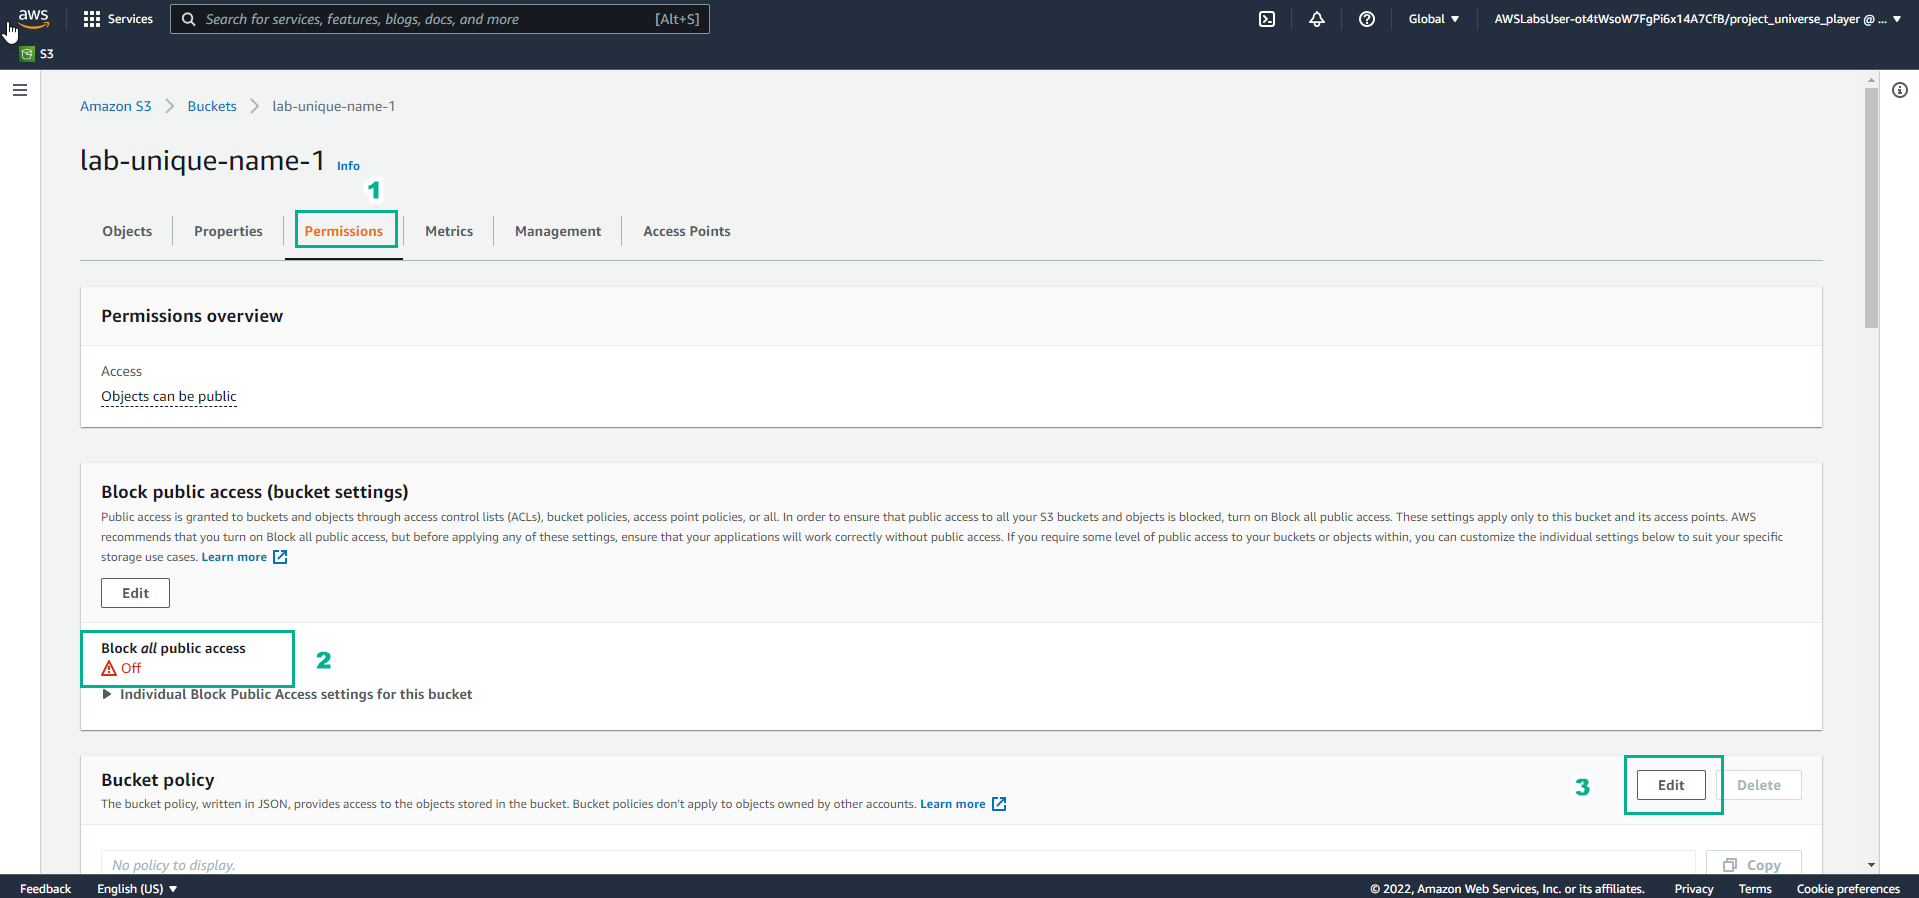 aws
Services
Search for services, features, blogs, docs, and more
[Alt+S]
Global
AWSLabsUser-ot4tWsoW7FgPi6x14A7CfB/project_universe_player @ ...
S3
Amazon S3
Buckets
lab-unique-name-1
lab-unique-name-1 Info
1
Objects
Properties
Permissions
Metrics
Management
Access Points
Permissions overview
Access
Objects can be public
Block public access (bucket settings)
Public access is granted to buckets and objects through access control lists (ACLs), bucket policies, access point policies, or all. In order to ensure that public access to all your S3 buckets and objects is blocked, turn on Block all public access. These settings apply only to this bucket and its access points. AWS
recommends that you turn on Block all public access, but before applying any of these settings, ensure that your applications will work correctly without public access. If you require some level of public access to your buckets or objects within, you can customize the individual settings below to suit your specific
storage use cases. Learn more
Edit
Block all public access
Off
2
Individual Block Public Access settings for this bucket
Bucket policy
The bucket policy, written in JSON, provides access to the objects stored in the bucket. Bucket policies don't apply to objects owned by other accounts. Learn more
3
Edit
Delete
No policy to display.
Copy
Feedback
English (US)
© 2022, Amazon Web Services, Inc. or its affiliates.
Privacy
Terms
Cookie preferences